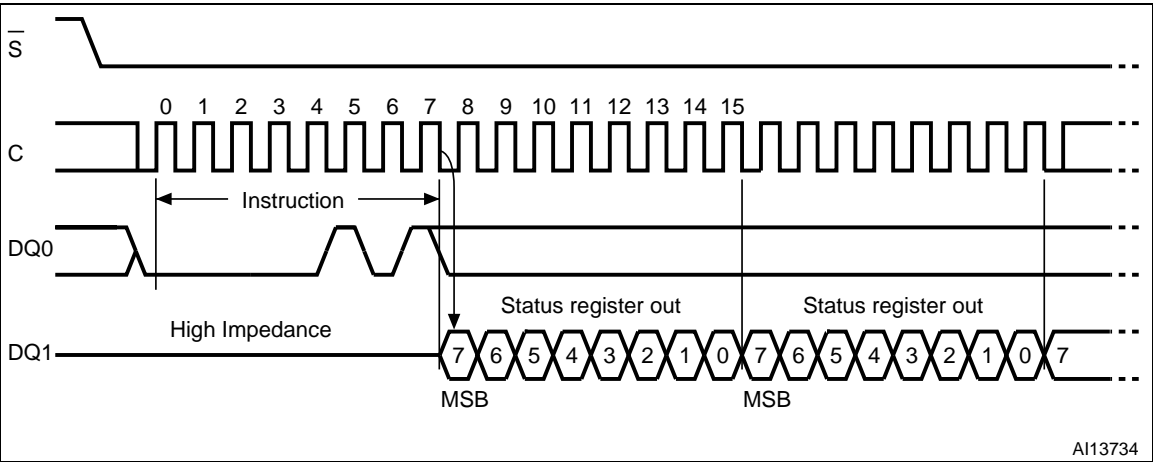 S
0 1 2 3 4 5 6 7 8 9 10 11 12 13 14 15
C
Instruction
DQ0
Status register out Status register out
High Impedance
DQ1 7 6 5 4 3 2 1 0 7 6 5 4 3 2 1 0 7
MSB MSB
AI13734